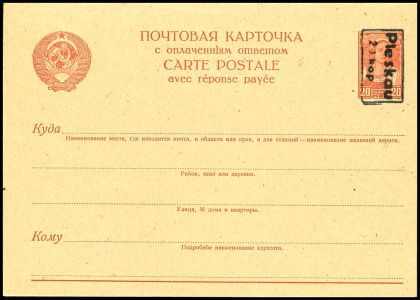 ПОЧТОВАЯ КАРТОЧКА
с оплаченным ответом
CARTE POSTALE
avec réponse payée
Pleskau
20 кор
20 20
Куда
Наименование места, где находится почта, и области или края, а для станций—наименование железной дороги.
Район, село или деревня.
Улица, № дома и квартиры.
Кому
Подробное наименование адресата.